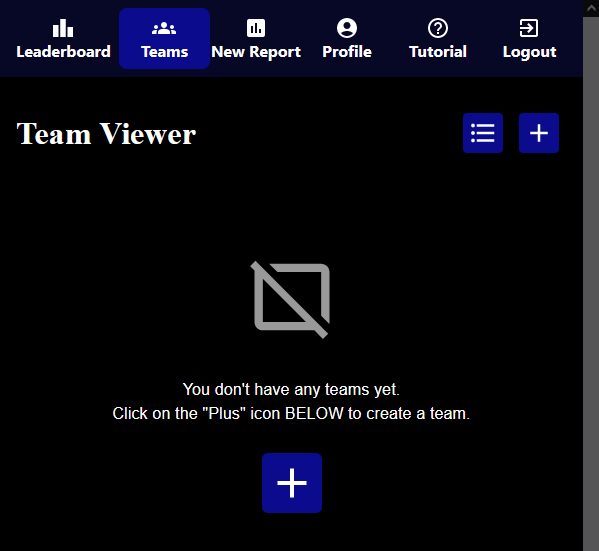 Leaderboard Teams New Report Profile Tutorial Logout
Team Viewer
You don't have any teams yet.
Click on the "Plus" icon BELOW to create a team.